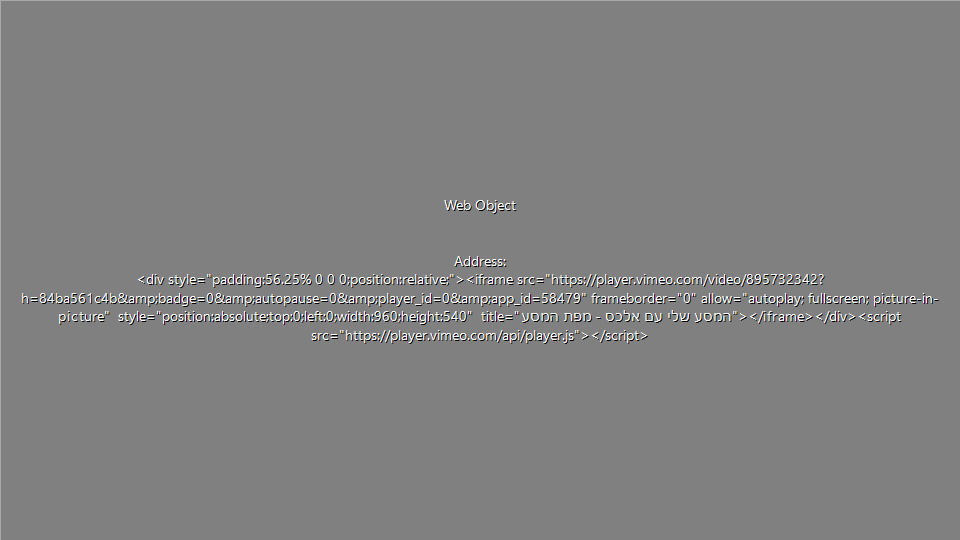 Web Object
Address:
<div style="padding:56.25% 0 0 0;position:relative;"><iframe src="https://player.vimeo.com/video/895732342?
h=84ba561c4b&amp;badge=0&amp;autopause=0&amp;player_id=0&amp;app_id=58479" frameborder="0" allow="autoplay; fullscreen; picture-in-
picture"  style="position:absolute;top:0;left:0;width:960;height:540"  title="המסע שלי עם אלכס - מפת המסע"></iframe></div><script
src="https://player.vimeo.com/api/player.js"></script>